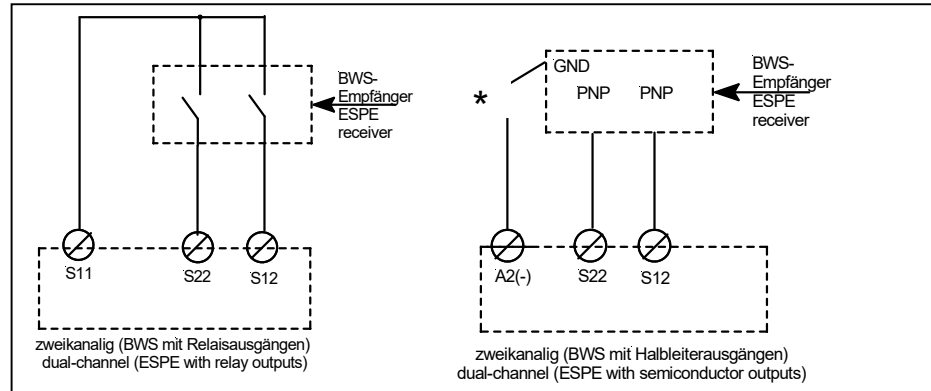 BWS-
Empfänger
ESPE
receiver
S11
S22
S12
zweikanalig (BWS mit Relaisausgängen)
dual-channel (ESPE with relay outputs)
GND
PNP PNP
*
BWS-
Empfänger
ESPE
receiver
A2(-)
S22
S12
zweikanalig (BWS mit Halbleiterausgängen)
dual-channel (ESPE with semiconductor outputs)